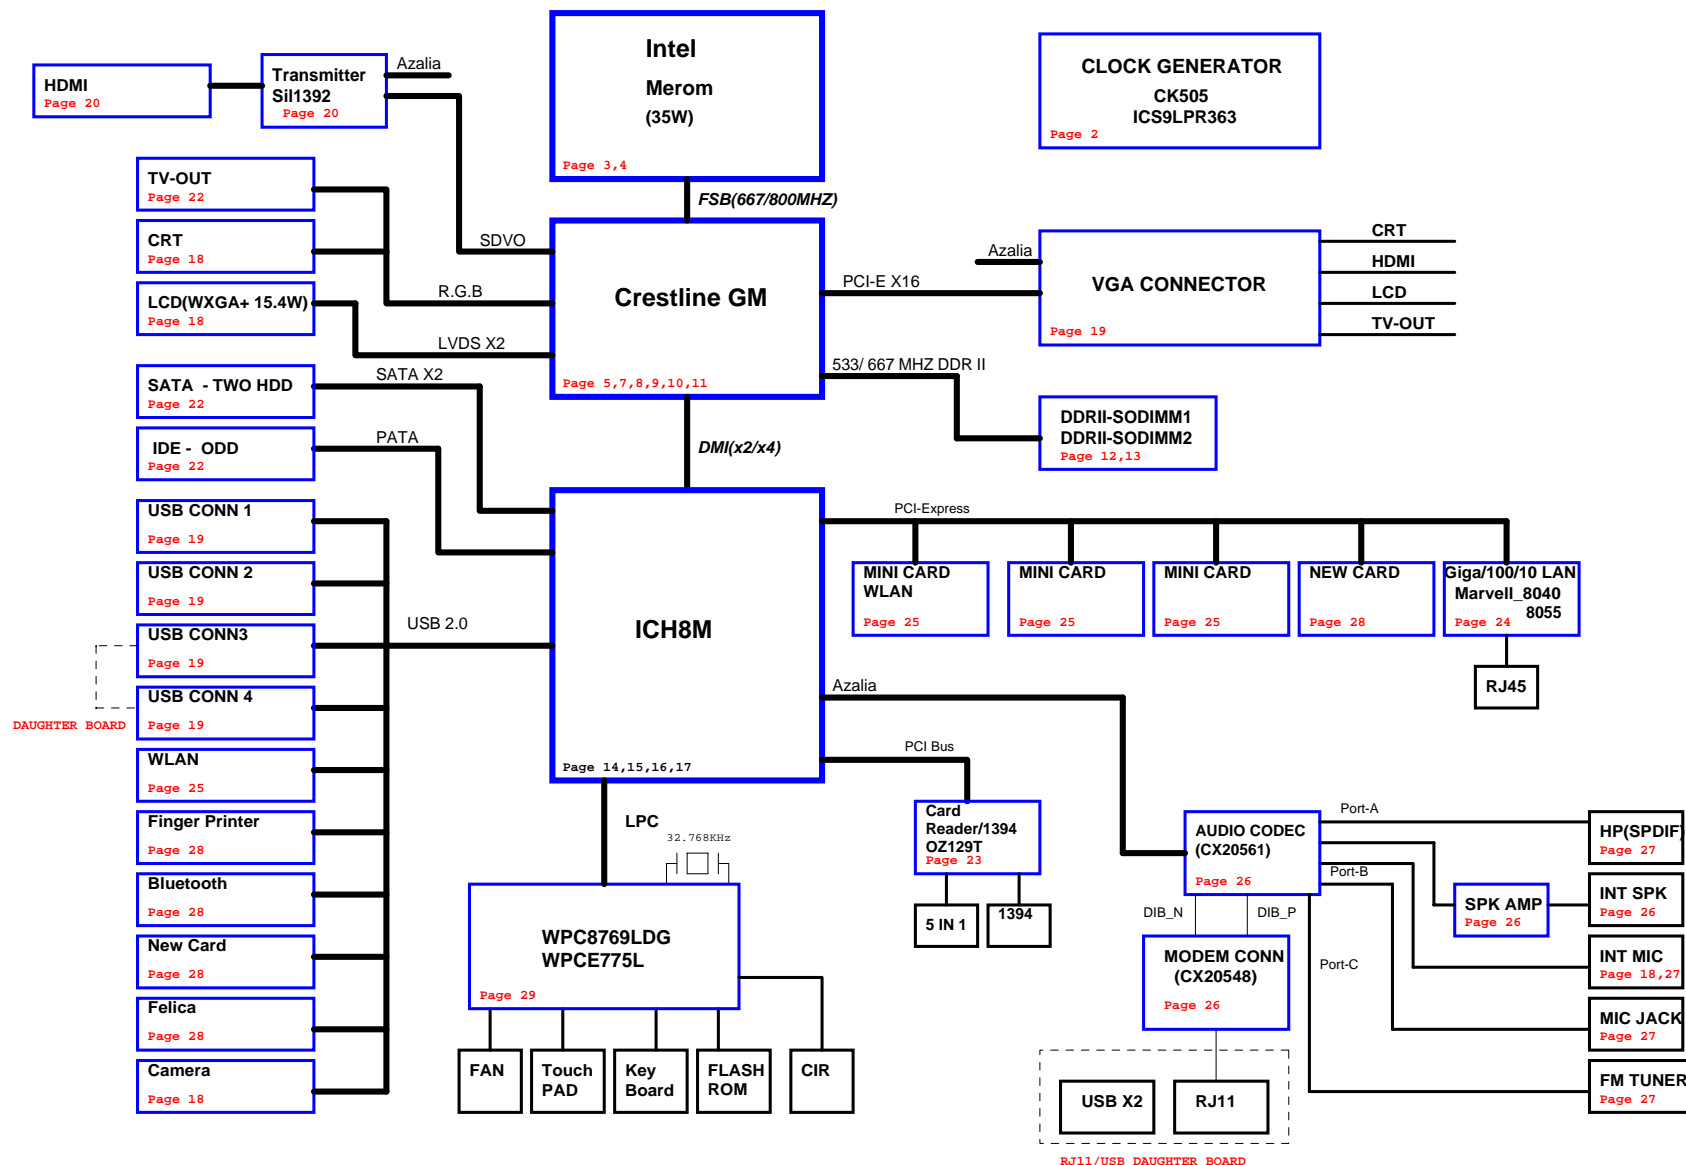 Intel
Merom
(35W)
Page 3,4
CLOCK GENERATOR
CK505
ICS9LPR363
Page 2
HDMI
Page 20
Transmitter
SiI1392
Page 20
Azalia
TV-OUT
Page 22
CRT
Page 18
LCD(WXGA+ 15.4W)
Page 18
SATA - TWO HDD
Page 22
IDE - ODD
Page 22
USB CONN 1
Page 19
USB CONN 2
Page 19
USB CONN3
Page 19
USB CONN 4
Page 19
DAUGHTER BOARD
WLAN
Page 25
Finger Printer
Page 28
Bluetooth
Page 28
New Card
Page 28
Felica
Page 28
Camera
Page 18
FSB(667/800MHZ)
SDVO
R.G.B
LVDS X2
SATA X2
PATA
USB 2.0
Crestline GM
Page 5,7,8,9,10,11
DMI(x2/x4)
ICH8M
Page 14,15,16,17
Azalia
PCI-E X16
VGA CONNECTOR
Page 19
CRT
HDMI
LCD
TV-OUT
533/ 667 MHZ DDR II
DDRII-SODIMM1
DDRII-SODIMM2
Page 12,13
PCI-Express
MINI CARD
WLAN
Page 25
MINI CARD
Page 25
MINI CARD
Page 25
NEW CARD
Page 28
Giga/100/10 LAN
Marvell_8040
8055
Page 24
RJ45
Azalia
PCI Bus
Card
Reader/1394
OZ129T
Page 23
5 IN 1
1394
LPC
32.768KHz
WPC8769LDG
WPCE775L
Page 29
FAN
Touch
PAD
Key
Board
FLASH
ROM
CIR
AUDIO CODEC
(CX20561)
Page 26
Port-A
Port-B
Port-C
DIB_N
DIB_P
MODEM CONN
(CX20548)
Page 26
SPK AMP
Page 26
HP(SPDIF)
Page 27
INT SPK
Page 26
INT MIC
Page 18,27
MIC JACK
Page 27
FM TUNER
Page 27
USB X2
RJ11
RJ11/USB DAUGHTER BOARD